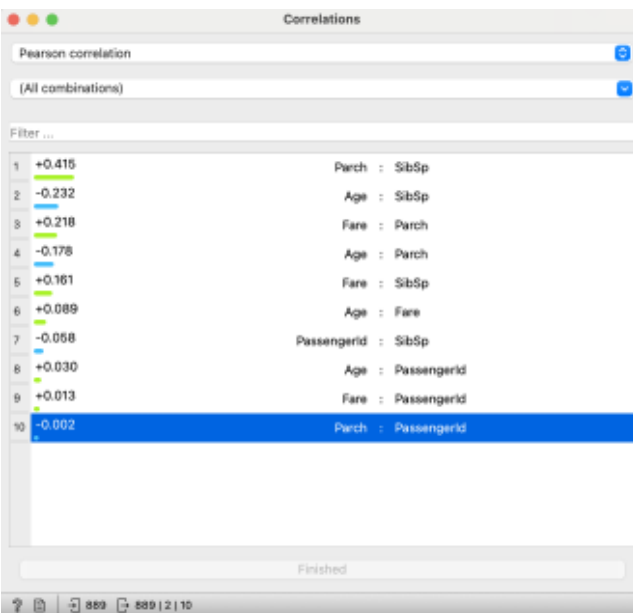 Correlations
Pearson correlation
(All combinations)
Filter ...
1 +0.415 Parch : SibSp
2 -0.232 Age : SibSp
3 +0.218 Fare : Parch
4 -0.178 Age : Parch
5 +0.161 Fare : SibSp
6 +0.089 Age : Fare
7 -0.058 PassengerId : SibSp
8 +0.030 Age : PassengerId
9 +0.013 Fare : PassengerId
10 -0.002 Parch : PassengerId
Finished
? 889 889 | 2 | 10